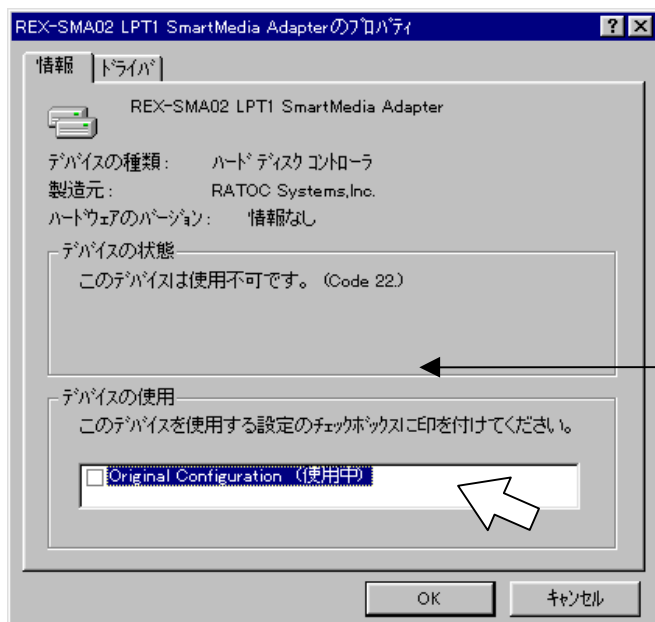 REX-SMA02 LPT1 SmartMedia Adapterのプロパティ
情報 ドライバ
REX-SMA02 LPT1 SmartMedia Adapter
デバイスの種類: ハード ディスク コントローラ
製造元: RATOC Systems,Inc.
ハードウェアのバージョン: 情報なし
デバイスの状態
このデバイスは使用不可です。 (Code 22.)
デバイスの使用
このデバイスを使用する設定のチェックボックスに印を付けてください。
Original Configuration (使用中)
OK キャンセル